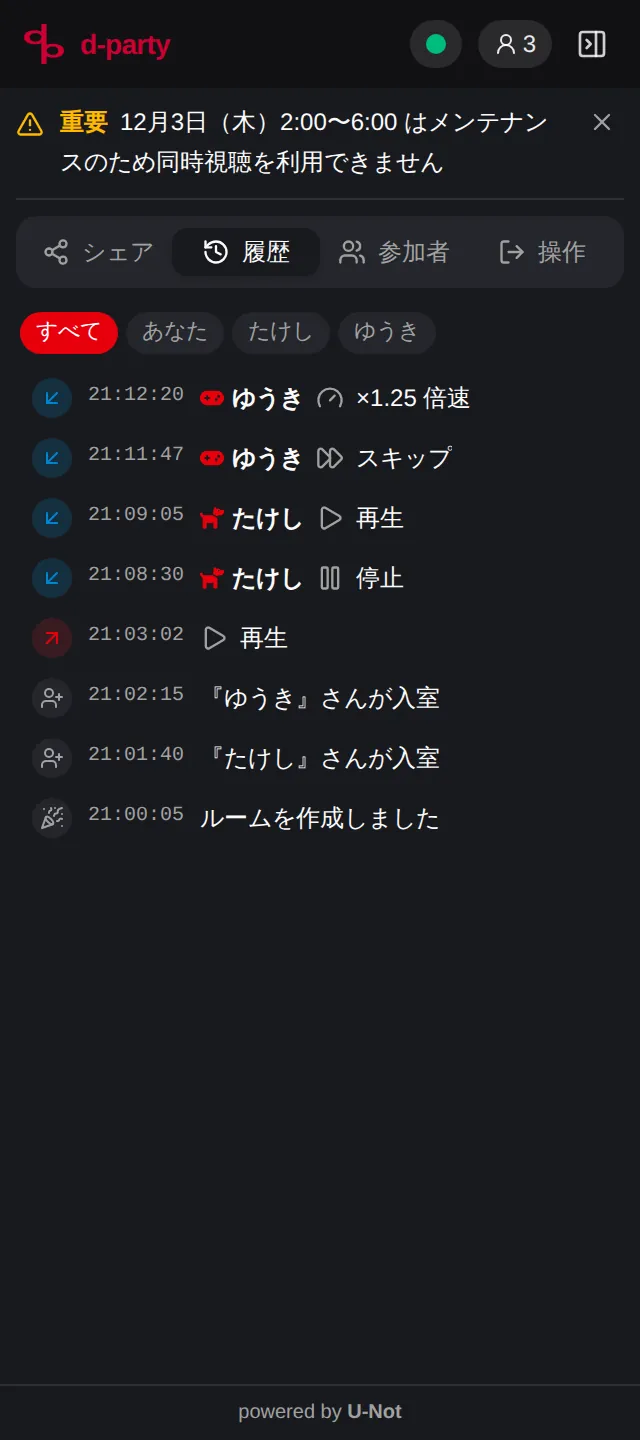 d-party
3
重要 12月3日（木）2:00〜6:00 はメンテナン
スのため同時視聴を利用できません
シェア 履歴 参加者 操作
すべて あなた たけし ゆうき
21:12:20 ゆうき ×1.25 倍速
21:11:47 ゆうき スキップ
21:09:05 たけし 再生
21:08:30 たけし 停止
21:03:02 再生
21:02:15 『ゆうき』さんが入室
21:01:40 『たけし』さんが入室
21:00:05 ルームを作成しました
powered by U-Not